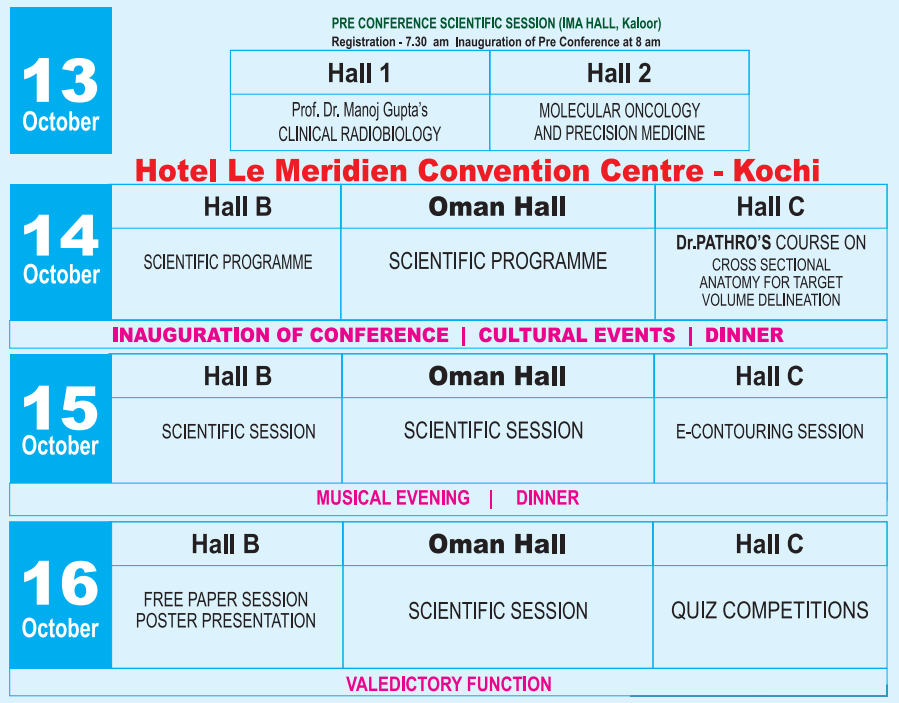 PRE CONFERENCE SCIENTIFIC SESSION (IMA HALL, Kaloor)
Registration - 7.30 am Inauguration of Pre Conference at 8 am
13
October
Hall 1
Hall 2
Prof. Dr. Manoj Gupta's
CLINICAL RADIOBIOLOGY
MOLECULAR ONCOLOGY
AND PRECISION MEDICINE
Hotel Le Meridien Convention Centre - Kochi
14
October
Hall B
Oman Hall
Hall C
SCIENTIFIC PROGRAMME
SCIENTIFIC PROGRAMME
Dr.PATHRO'S COURSE ON
CROSS SECTIONAL
ANATOMY FOR TARGET
VOLUME DELINEATION
INAUGURATION OF CONFERENCE | CULTURAL EVENTS | DINNER
15
October
Hall B
Oman Hall
Hall C
SCIENTIFIC SESSION
SCIENTIFIC SESSION
E-CONTOURING SESSION
MUSICAL EVENING | DINNER
16
October
Hall B
Oman Hall
Hall C
FREE PAPER SESSION
POSTER PRESENTATION
SCIENTIFIC SESSION
QUIZ COMPETITIONS
VALEDICTORY FUNCTION